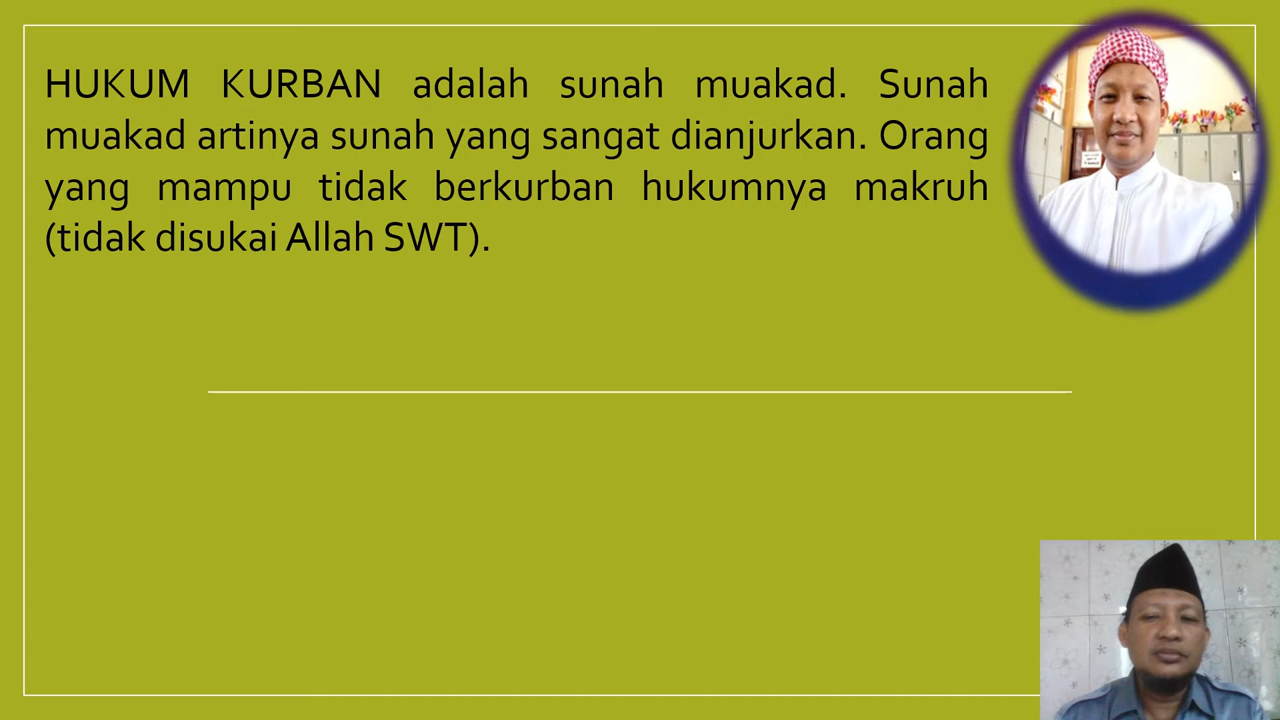 HUKUM KURBAN adalah sunah muakad. Sunah
muakad artinya sunah yang sangat dianjurkan. Orang
yang mampu tidak berkurban hukumnya makruh
(tidak disukai Allah SWT).